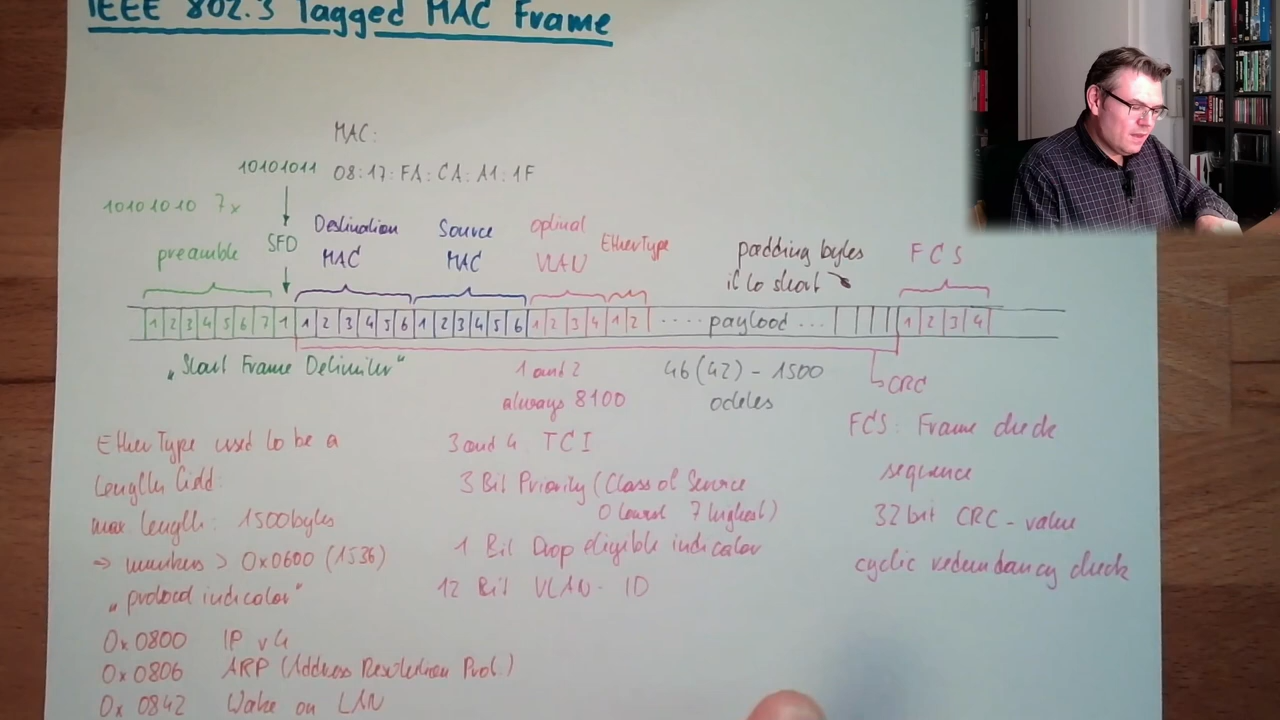 IEEE 802.3 Tagged MAC Frame
MAC:
10101011
08:17:FA:CA:A1:1F
10101010 7x
preamble
SFD
Destination
MAC
Source
MAC
optional
VLAN
EtherType
padding bytes
if to short
FCS
1 2 3 4 5 6 7 1 1 2 3 4 5 6 1 2 3 4 5 6 1 2 3 4 1 2 .... payload ... 1 2 3 4
„Start Frame Delimiter"
1 and 2
always 8100
46(42) - 1500
octetes
CRC
EtherType used to be a
length field
max. length: 1500bytes
⇒ numbers > 0x0600 (1536)
„protocol indicator"
0x0800 IP v4
0x0806 ARP (Address Resolution Prot.)
0x0842 Wake on LAN
3 and 4 TCI
3 Bit Priority (Class of Service
0 lowest 7 highest)
1 Bit Drop eligible indicator
12 Bit VLAN-ID
FCS: Frame check
sequence
32 bit CRC-value
cyclic redundancy check